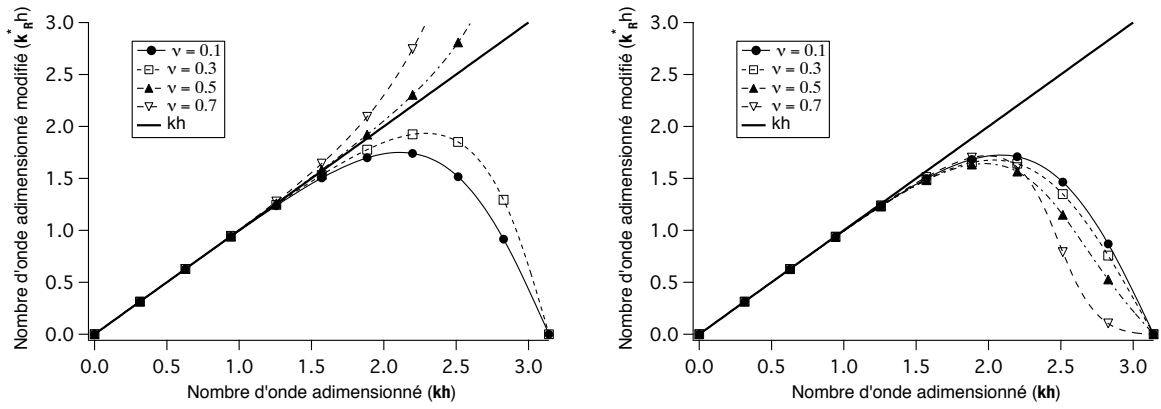 Nombre d'onde adimensionné modifié (k*Rh)
3.0
2.5
2.0
1.5
1.0
0.5
0.0
ν = 0.1
ν = 0.3
ν = 0.5
ν = 0.7
kh
0.0 0.5 1.0 1.5 2.0 2.5 3.0
Nombre d'onde adimensionné (kh)
Nombre d'onde adimensionné modifié (k*Rh)
3.0
2.5
2.0
1.5
1.0
0.5
0.0
ν = 0.1
ν = 0.3
ν = 0.5
ν = 0.7
kh
0.0 0.5 1.0 1.5 2.0 2.5 3.0
Nombre d'onde adimensionné (kh)